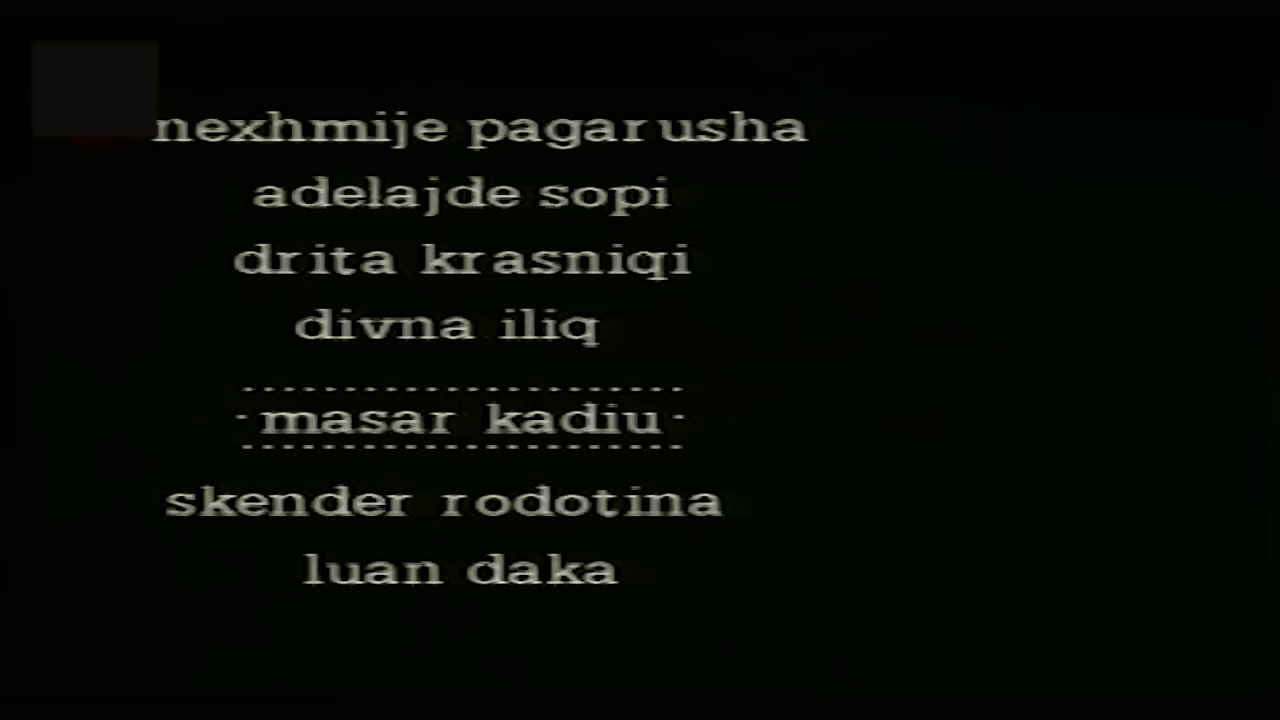 nexhmije pagarusha
adelajde sopi
drita krasniqi
divna iliq
masar kadiu
skender rodotina
luan daka